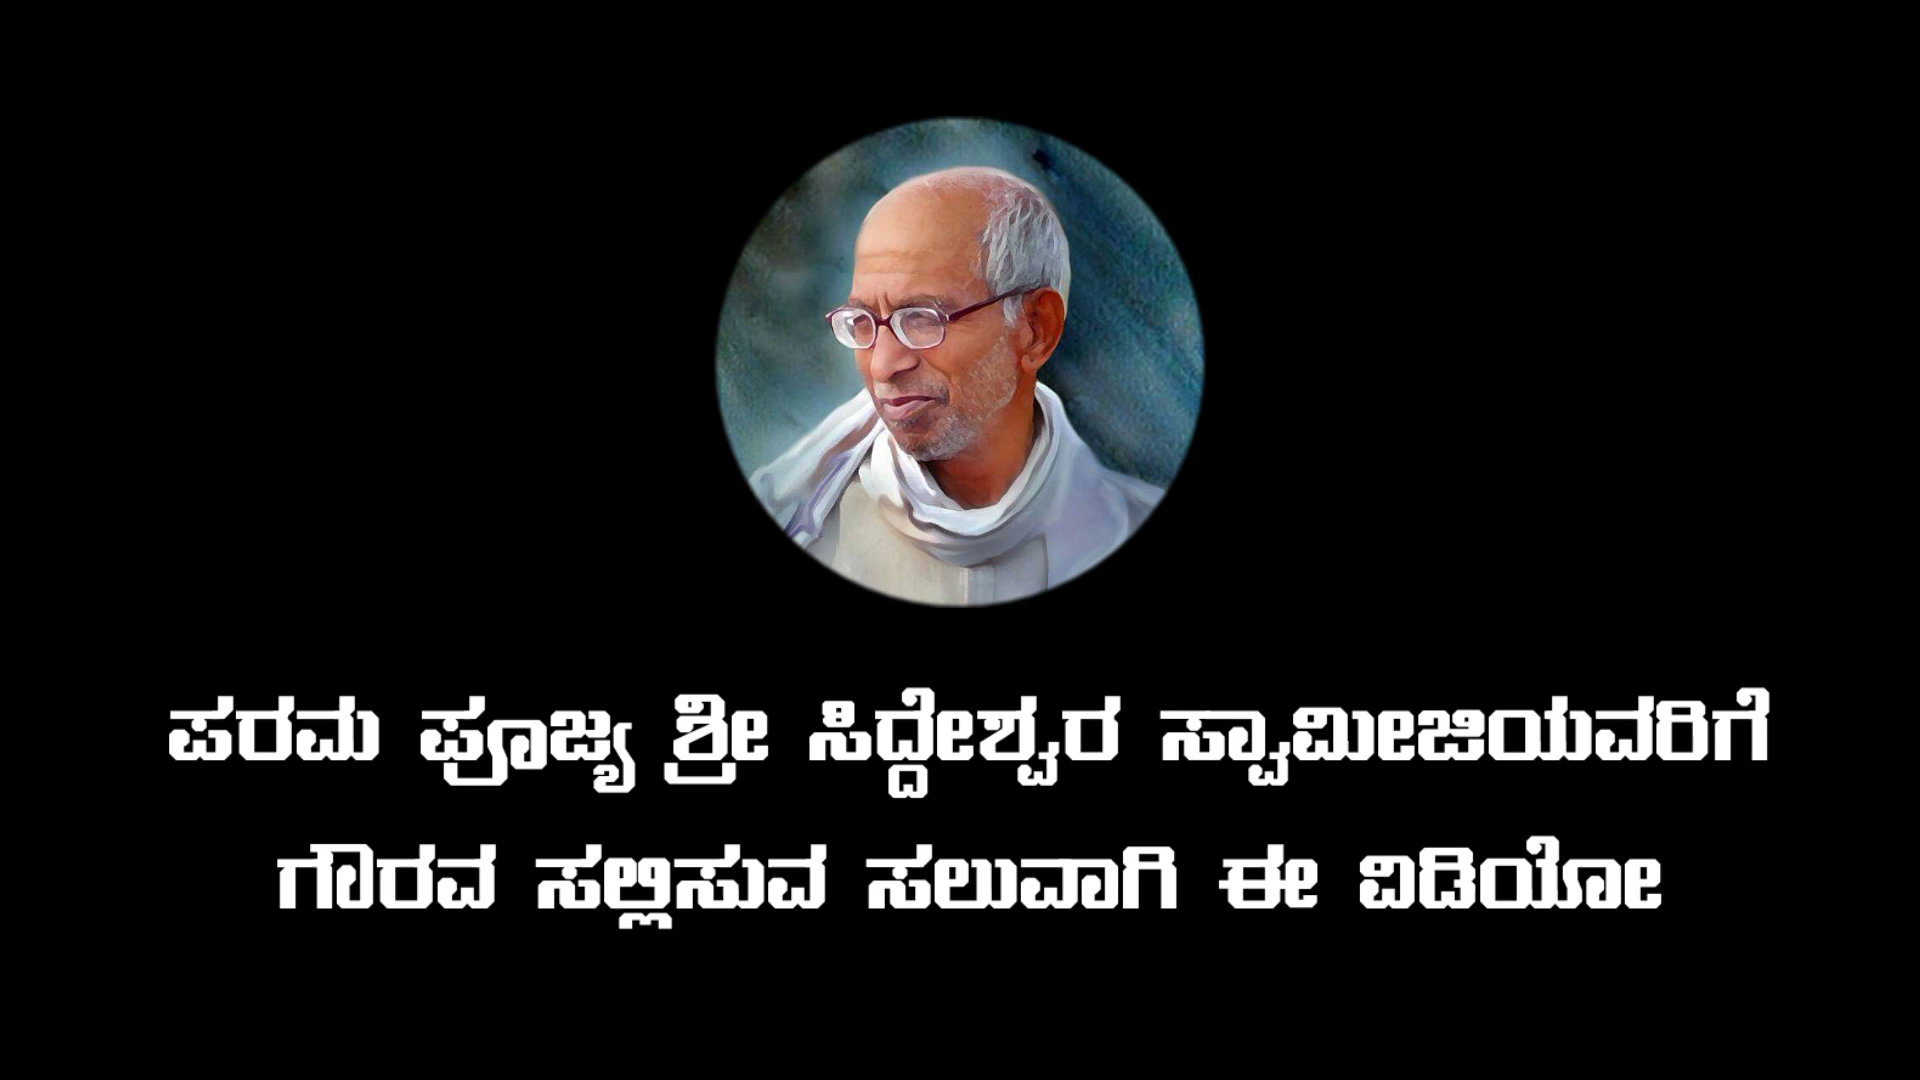 ಪರಮ ಪೂಜ್ಯ ಶ್ರೀ ಸಿದ್ದೇಶ್ವರ ಸ್ವಾಮೀಜಿಯವರಿಗೆ
ಗೌರವ ಸಲ್ಲಿಸುವ ಸಲುವಾಗಿ ಈ ವಿಡಿಯೋ